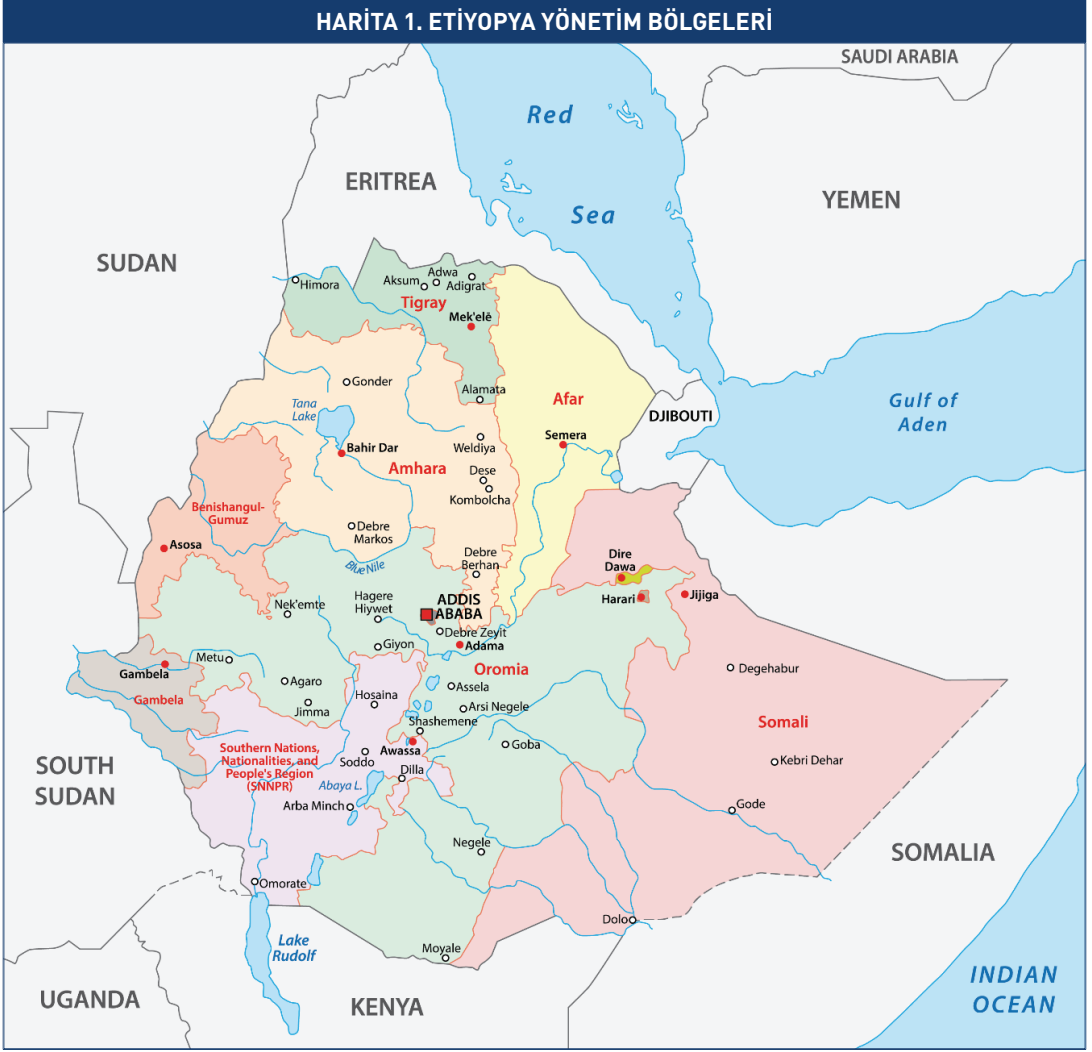 HARİTA 1. ETİYOPYA YÖNETİM BÖLGELERİ
SAUDI ARABIA
Red
Sea
ERITREA
YEMEN
SUDAN
Himora
Aksum
Adwa
Adigrat
Tigray
Mek'elē
Gonder
Alamata
Afar
DJIBOUTI
Gulf of
Aden
Tana
Lake
Bahir Dar
Weldiya
Semera
Amhara
Dese
Kombolcha
Benishangul-
Gumuz
Asosa
Debre
Markos
Blue Nile
Debre
Berhan
Dire
Dawa
Harari
Jijiga
Nek'emte
Hagere
Hiywet
ADDIS
ABABA
Debre Zeyit
Adama
Giyon
Metu
Gambela
Gambela
Agaro
Jimma
Hosaina
Oromia
Assela
Arsi Negele
Shashemene
Degehabur
Somali
Southern Nations,
Nationalities, and
People's Region
(SNNPR)
Soddo
Awassa
Dilla
Goba
Kebri Dehar
SOUTH
SUDAN
Abaya L.
Arba Minch
Gode
Negele
SOMALIA
Omorate
Dolo
Lake
Rudolf
Moyale
UGANDA
KENYA
INDIAN
OCEAN